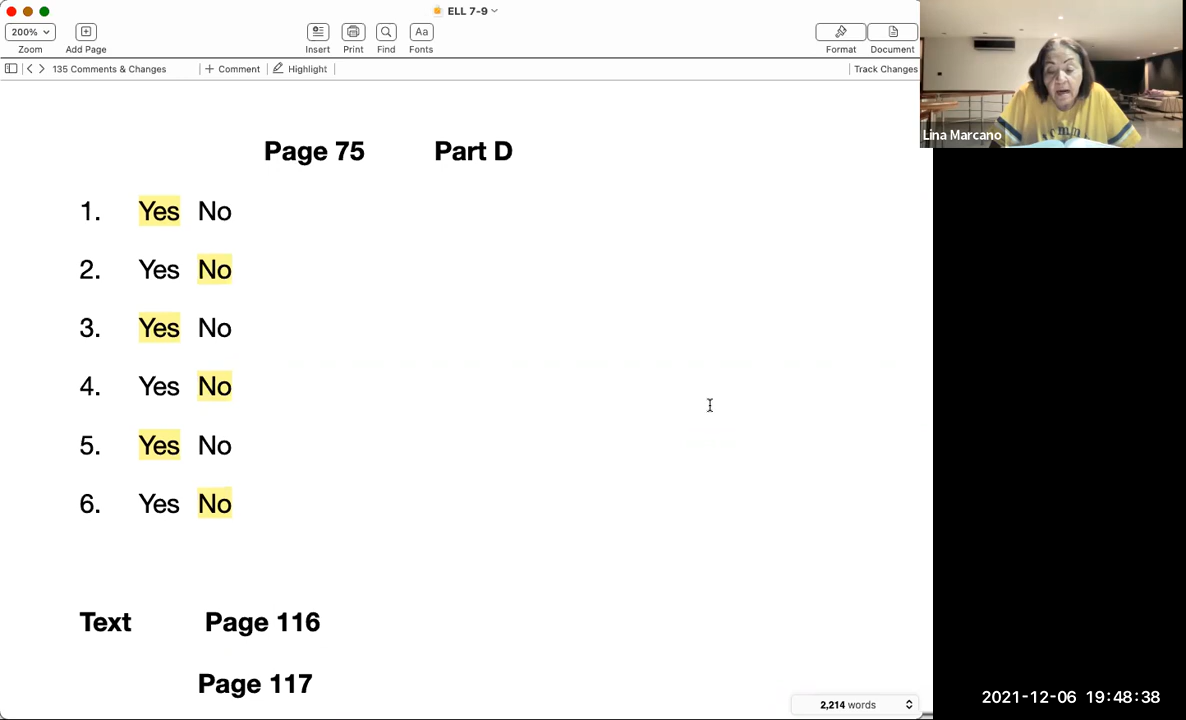 ELL 7-9
200%
Zoom
Add Page
Insert
Print
Find
Aa
Fonts
Format
Document
135 Comments & Changes
+ Comment
Highlight
Track Changes
Lina Marcano
Page 75 Part D
1. Yes No
2. Yes No
3. Yes No
4. Yes No
5. Yes No
6. Yes No
Text Page 116
Page 117
2,214 words
2021-12-06 19:48:38